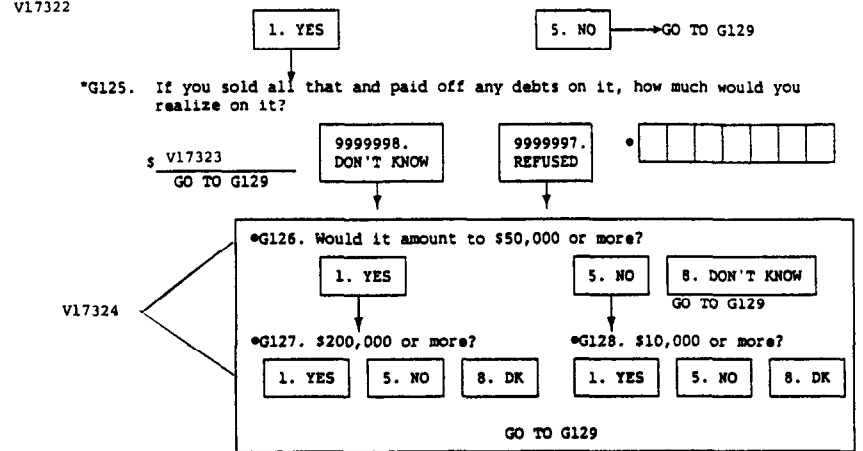 V17322
1. YES 5. NO GO TO G129
*G125. If you sold all that and paid off any debts on it, how much would you
realize on it?
9999998. 9999997.
$ V17323 DON'T KNOW REFUSED
GO TO G129
G126. Would it amount to $50,000 or more?
1. YES 5. NO 8. DON'T KNOW
GO TO G129
V17324
G127. $200,000 or more? G128. $10,000 or more?
1. YES 5. NO 8. DK 1. YES 5. NO 8. DK
GO TO G129